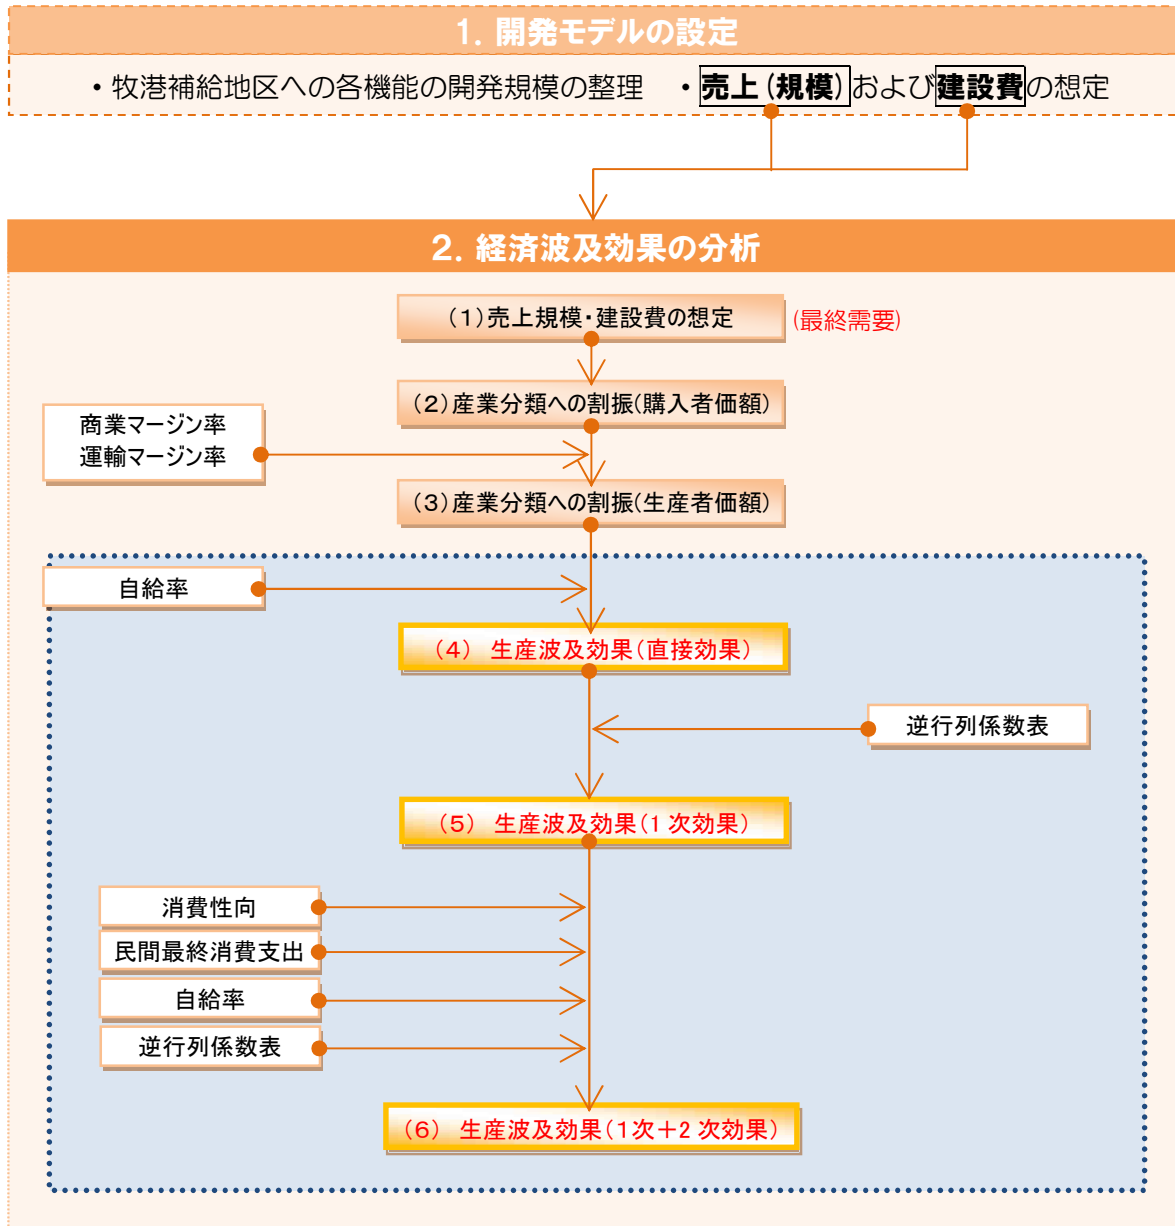 1．開発モデルの設定
・牧港補給地区への各機能の開発規模の整理　・売上（規模）および建設費の想定
2．経済波及効果の分析
（1）売上規模・建設費の想定
(最終需要)
（2）産業分類への割振(購入者価額)
商業マージン率
運輸マージン率
（3）産業分類への割振(生産者価額)
自給率
（4） 生産波及効果(直接効果)
逆行列係数表
（5） 生産波及効果(1次効果)
消費性向
民間最終消費支出
自給率
逆行列係数表
（6） 生産波及効果(1次＋2次効果)